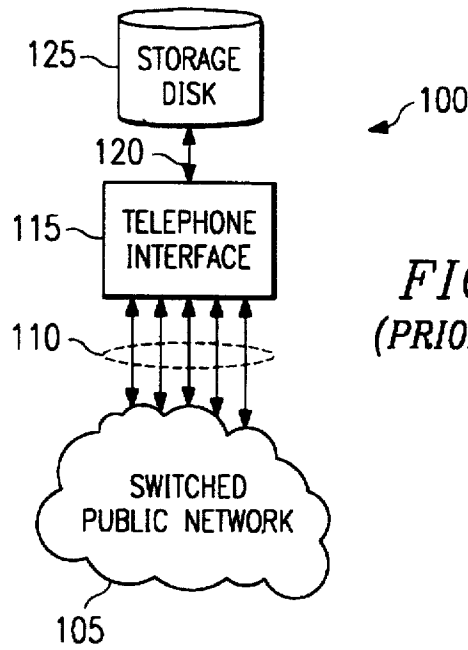 125
STORAGE
DISK
100
120
115
TELEPHONE
INTERFACE
110
SWITCHED
PUBLIC NETWORK
105